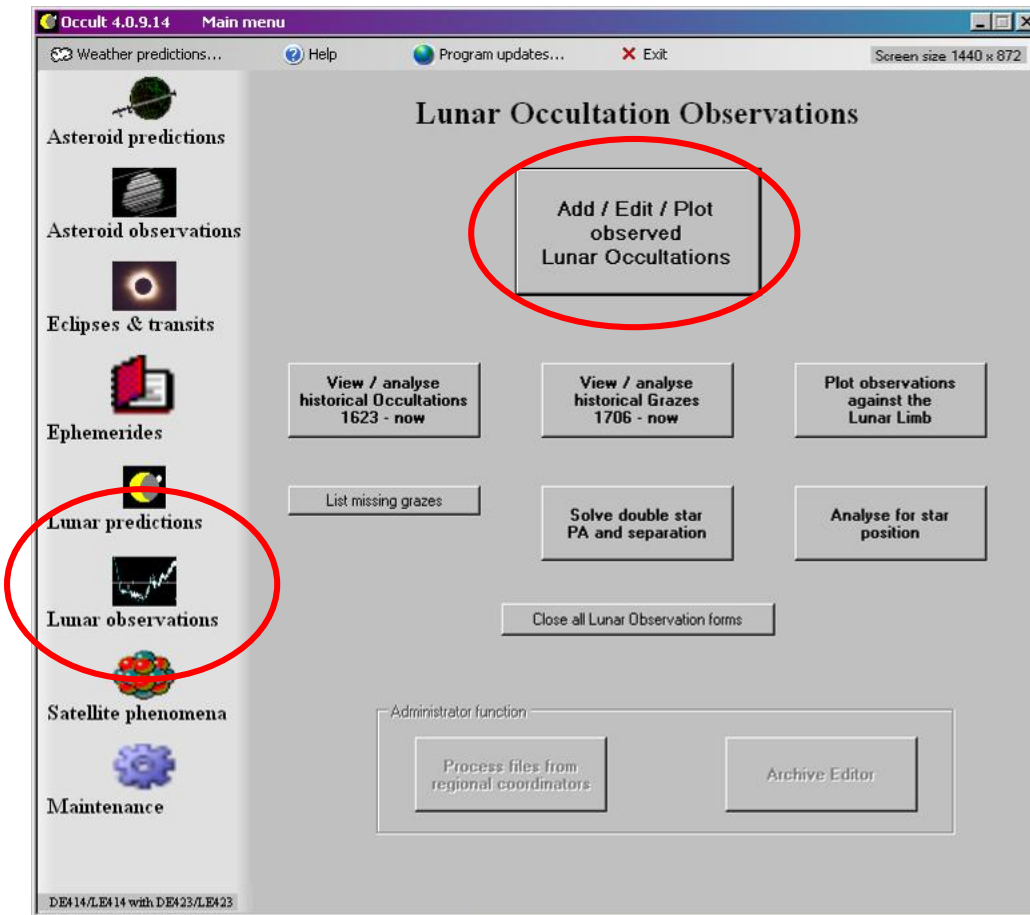 Occult 4.0.9.14 Main menu
Weather predictions... Help Program updates... Exit Screen size 1440 x 872
Asteroid predictions
Asteroid observations
Eclipses & transits
Ephemerides
Lunar predictions
Lunar observations
Satellite phenomena
Maintenance
DE414/LE414 with DE423/LE423
Lunar Occultation Observations
Add / Edit / Plot
observed
Lunar Occultations
View / analyse
historical Occultations
1623 - now
View / analyse
historical Grazes
1706 - now
Plot observations
against the
Lunar Limb
List missing grazes
Solve double star
PA and separation
Analyse for star
position
Close all Lunar Observation forms
Administrator function
Process files from
regional coordinators
Archive Editor